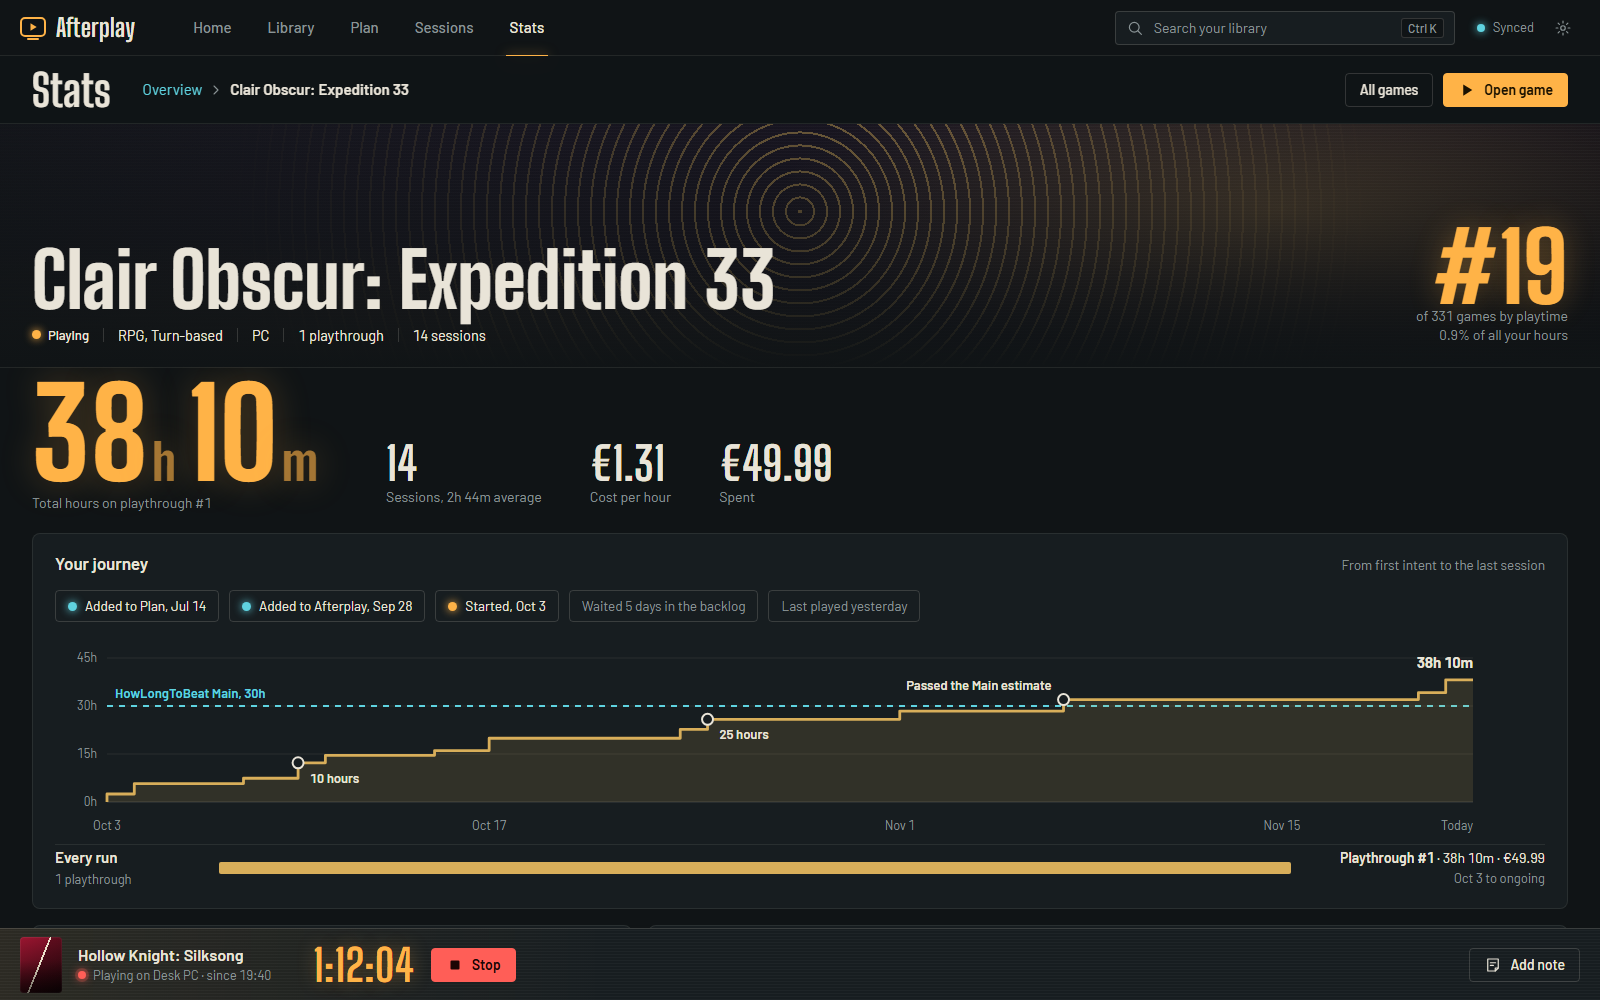 Afterplay
Home
Library
Plan
Sessions
Stats
Search your library
Ctrl K
Synced
Stats
Overview > Clair Obscur: Expedition 33
All games
Open game
Clair Obscur: Expedition 33
Playing
RPG, Turn-based
PC
1 playthrough
14 sessions
#19
of 331 games by playtime
0.9% of all your hours
38h 10m
Total hours on playthrough #1
14
Sessions, 2h 44m average
€1.31
Cost per hour
€49.99
Spent
Your journey
From first intent to the last session
Added to Plan, Jul 14
Added to Afterplay, Sep 28
Started, Oct 3
Waited 5 days in the backlog
Last played yesterday
45h
30h
15h
0h
HowLongToBeat Main, 30h
10 hours
25 hours
Passed the Main estimate
38h 10m
Oct 3
Oct 17
Nov 1
Nov 15
Today
Every run
1 playthrough
Playthrough #1 · 38h 10m · €49.99
Oct 3 to ongoing
Hollow Knight: Silksong
Playing on Desk PC · since 19:40
1:12:04
Stop
Add note